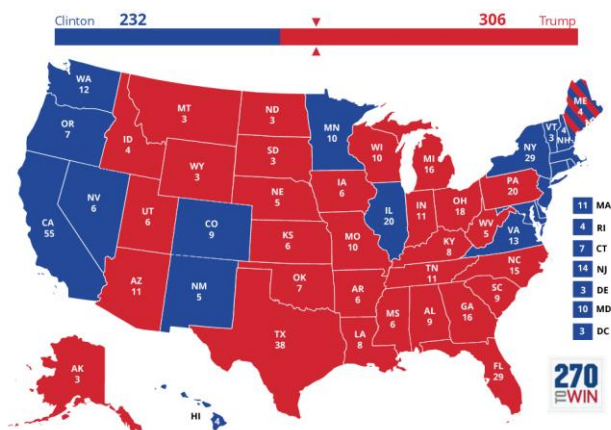 Clinton 232 306 Trump
WA
12
OR
7
CA
55
NV
6
ID
4
MT
3
WY
3
UT
6
CO
9
AZ
11
NM
5
ND
3
SD
3
NE
5
KS
6
OK
7
TX
38
MN
10
IA
6
MO
10
AR
6
LA
8
WI
10
IL
20
MI
16
IN
11
OH
18
KY
8
TN
11
MS
6
AL
9
GA
16
FL
29
SC
9
NC
15
VA
13
WV
5
PA
20
NY
29
VT
3
4
NH
ME
4
11 MA
4 RI
7 CT
14 NJ
3 DE
10 MD
3 DC
AK
3
HI
4
270
TO WIN